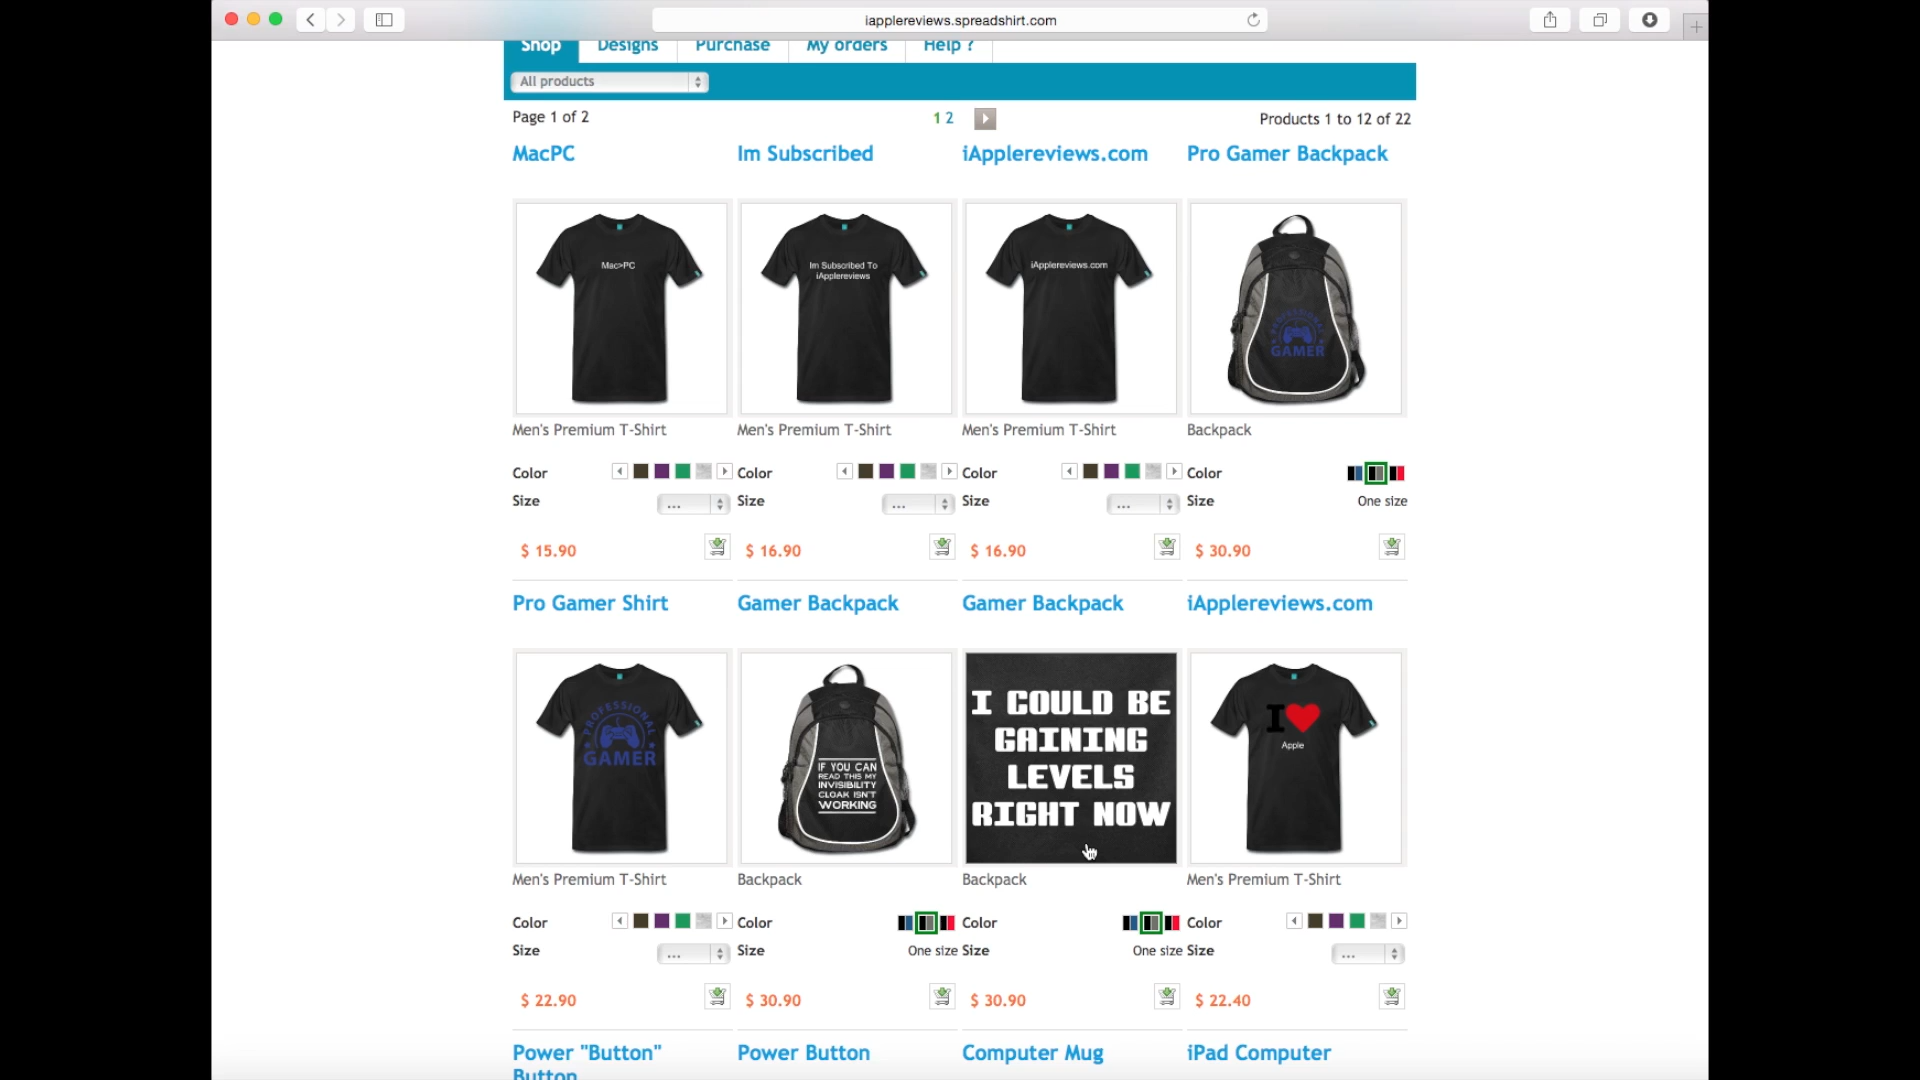 iapplereviews.spreadshirt.com
Shop Designs Purchase My orders Help ?
All products
Page 1 of 2 1 2 Products 1 to 12 of 22
MacPC Im Subscribed iApplereviews.com Pro Gamer Backpack
Mac>PC
Im Subscribed To
iApplereviews
iApplereviews.com
PROFESSIONAL
GAMER
Men's Premium T-Shirt Men's Premium T-Shirt Men's Premium T-Shirt Backpack
Color Color Color Color
Size ... Size ... Size ... Size One size
$ 15.90 $ 16.90 $ 16.90 $ 30.90
Pro Gamer Shirt Gamer Backpack Gamer Backpack iApplereviews.com
PROFESSIONAL
GAMER
IF YOU CAN
READ THIS MY
INVISIBILITY
CLOAK ISN'T
WORKING
I COULD BE
GAINING
LEVELS
RIGHT NOW
I
Apple
Men's Premium T-Shirt Backpack Backpack Men's Premium T-Shirt
Color Color Color Color
Size ... Size One size Size One size Size ...
$ 22.90 $ 30.90 $ 30.90 $ 22.40
Power "Button" Power Button Computer Mug iPad Computer
Button